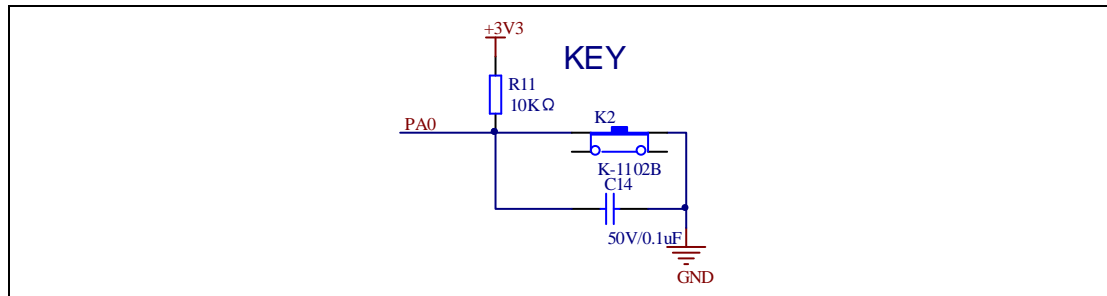 +3V3
KEY
R11
10KΩ
PA0
K2
K-1102B
C14
50V/0.1uF
GND